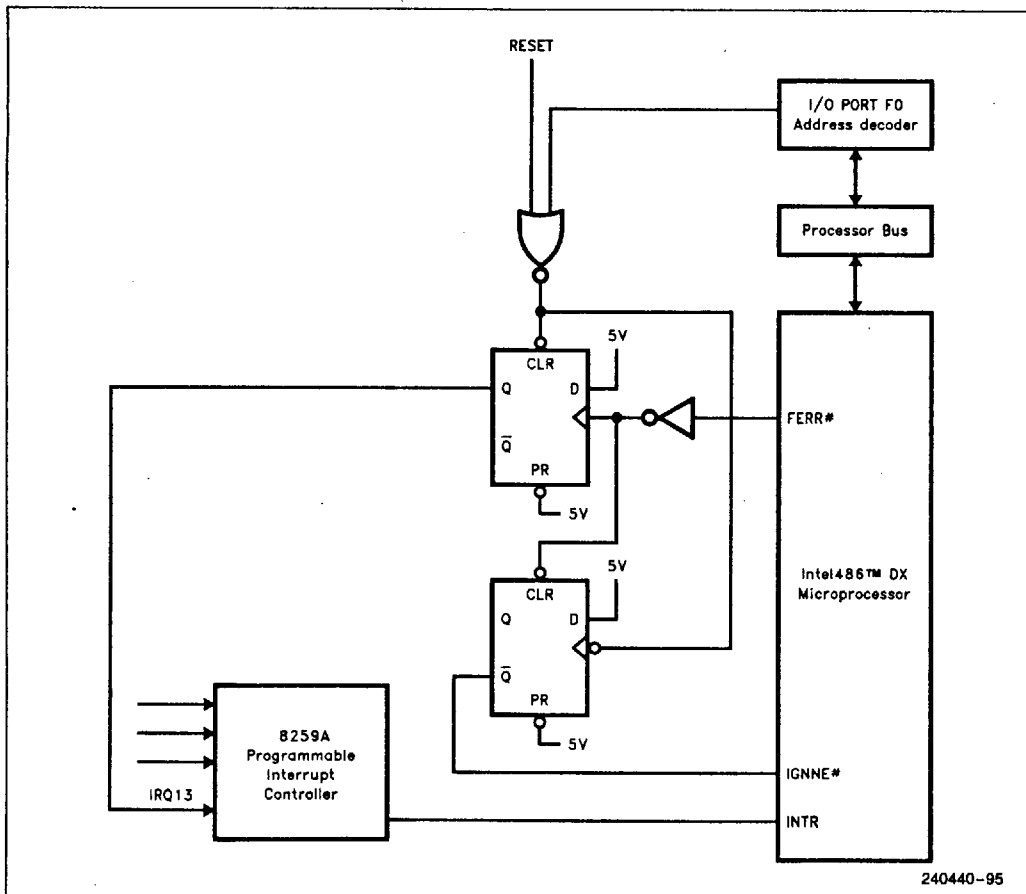 RESET
I/O PORT F0
Address decoder
Processor Bus
5V
CLR
Q
D
Q̅
PR
5V
FERR#
5V
CLR
Q
D
Q̅
PR
5V
Intel486™ DX
Microprocessor
8259A
Programmable
Interrupt
Controller
IRQ13
IGNNE#
INTR
240440-95